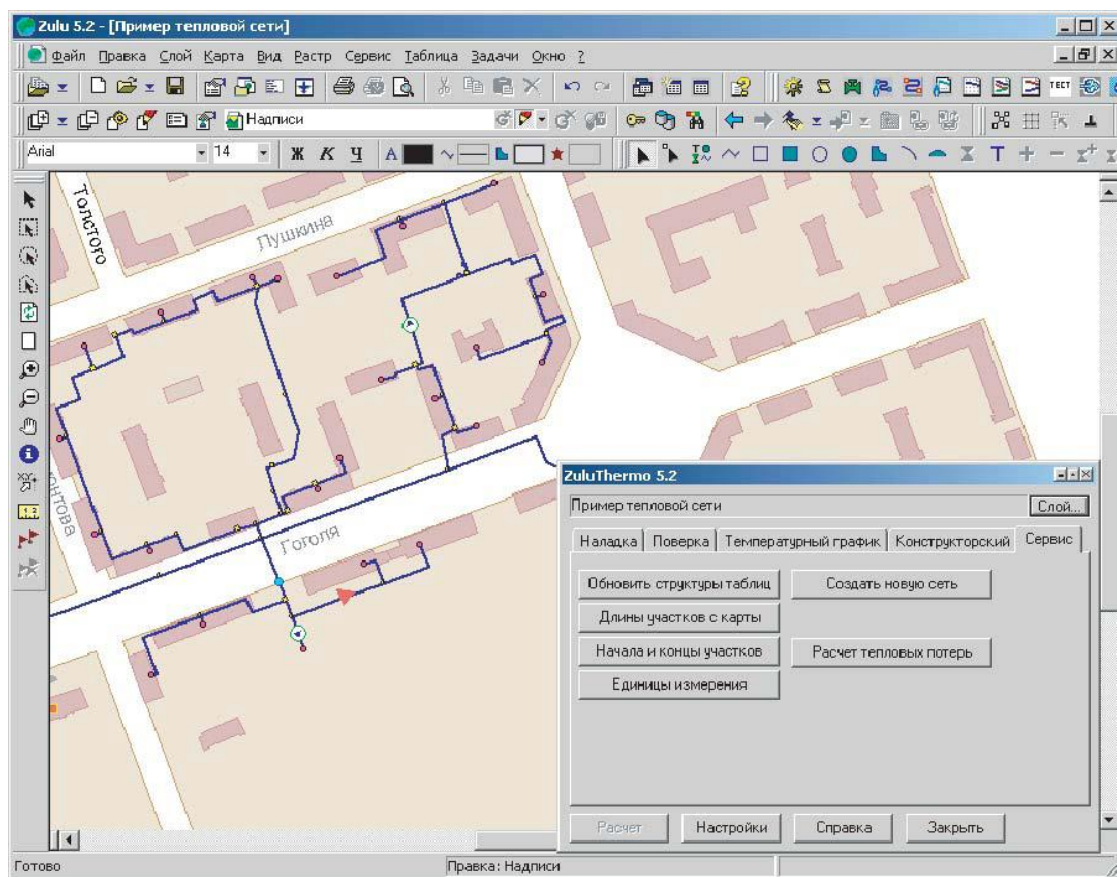 Zulu 5.2 - [Пример тепловой сети]
Файл Правка Слой Карта Вид Растр Сервис Таблица Задачи Окно ?
ТЕСТ
Надписи
Arial 14 Ж К Ч А Т
Толстого
Пушкина
Гоголя
ZuluThermo 5.2
Пример тепловой сети Слой...
Наладка Поверка Температурный график Конструкторский Сервис
Обновить структуры таблиц Создать новую сеть
Длины участков с карты
Начала и концы участков Расчет тепловых потерь
Единицы измерения
Расчет Настройки Справка Закрыть
Готово Правка: Надписи